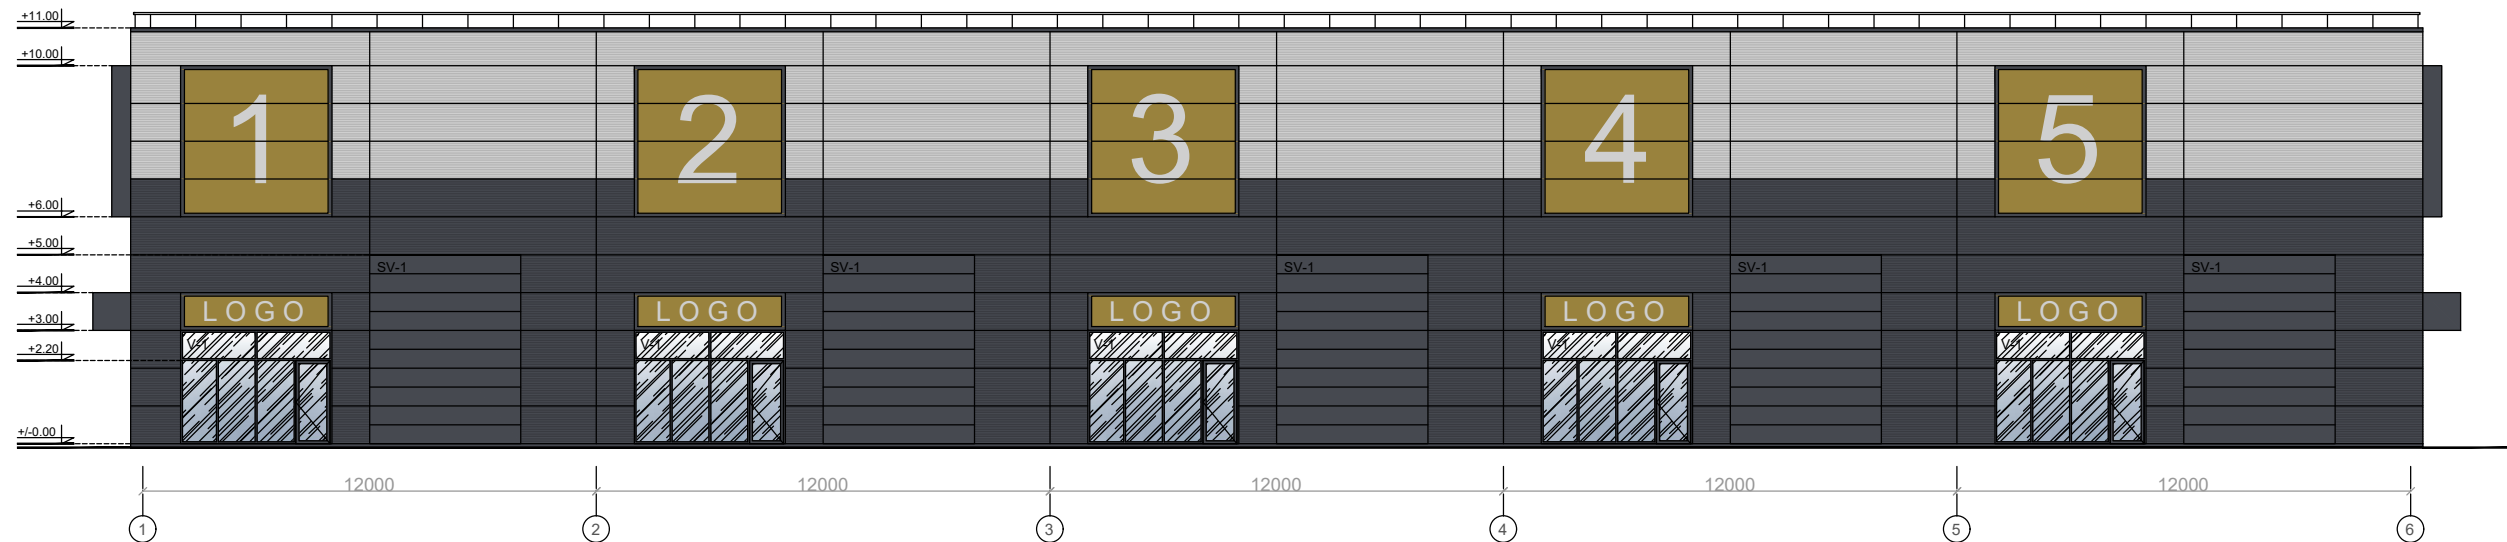 +11.00
+10.00
1 2 3 4 5
+6.00
+5.00
SV-1 SV-1 SV-1 SV-1 SV-1
+4.00
LOGO LOGO LOGO LOGO LOGO
+3.00
V-1 V-1 V-1 V-1 V-1
+2.20
+/-0.00
12000 12000 12000 12000 12000
1 2 3 4 5 6